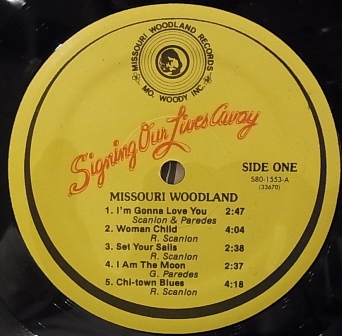 MISSOURI WOODLAND RECORDS
MO. WOODY INC.
Signing Our Lives Away
SIDE ONE
S80-1553-A
(33670)
MISSOURI WOODLAND
1. I'm Gonna Love You 2:47
Scanlon & Paredes
2. Woman Child 4:04
R. Scanlon
3. Set Your Sails 2:38
R. Scanlon
4. I Am The Moon 2:37
G. Paredes
5. Chi-town Blues 4:18
R. Scanlon